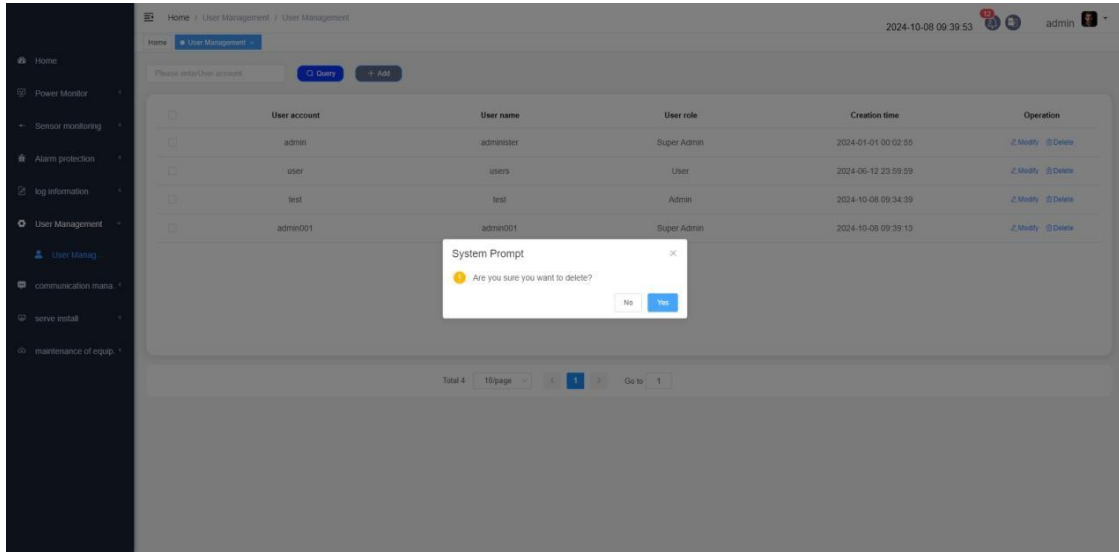 Home / User Management / User Management
2024-10-08 09:39:53 12 admin
Home User Management ×
Home
Power Monitor
Sensor monitoring
Alarm protection
log information
User Management
User Manag...
communication mana.
serve install
maintenance of equip.
Please enterUser account Query + Add
User account User name User role Creation time Operation
admin administer Super Admin 2024-01-01 00:02:55 Modify Delete
user users User 2024-06-12 23:59:59 Modify Delete
test test Admin 2024-10-08 09:34:39 Modify Delete
admin001 admin001 Super Admin 2024-10-08 09:39:13 Modify Delete
System Prompt ×
Are you sure you want to delete?
No Yes
Total 4 10/page < 1 > Go to 1